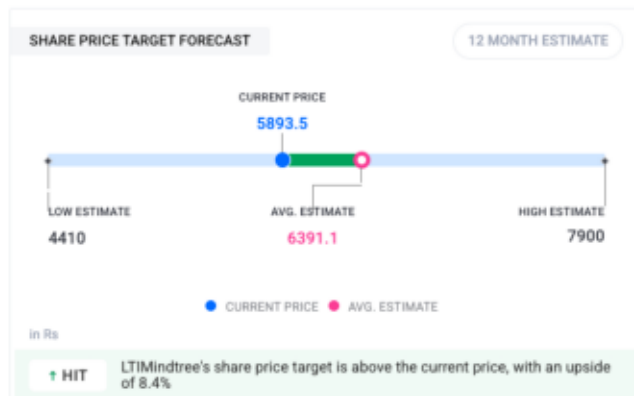 SHARE PRICE TARGET FORECAST
12 MONTH ESTIMATE
CURRENT PRICE
5893.5
LOW ESTIMATE
AVG. ESTIMATE
HIGH ESTIMATE
4410
6391.1
7900
CURRENT PRICE
AVG. ESTIMATE
in Rs
↑ HIT
LTIMindtree's share price target is above the current price, with an upside
of 8.4%